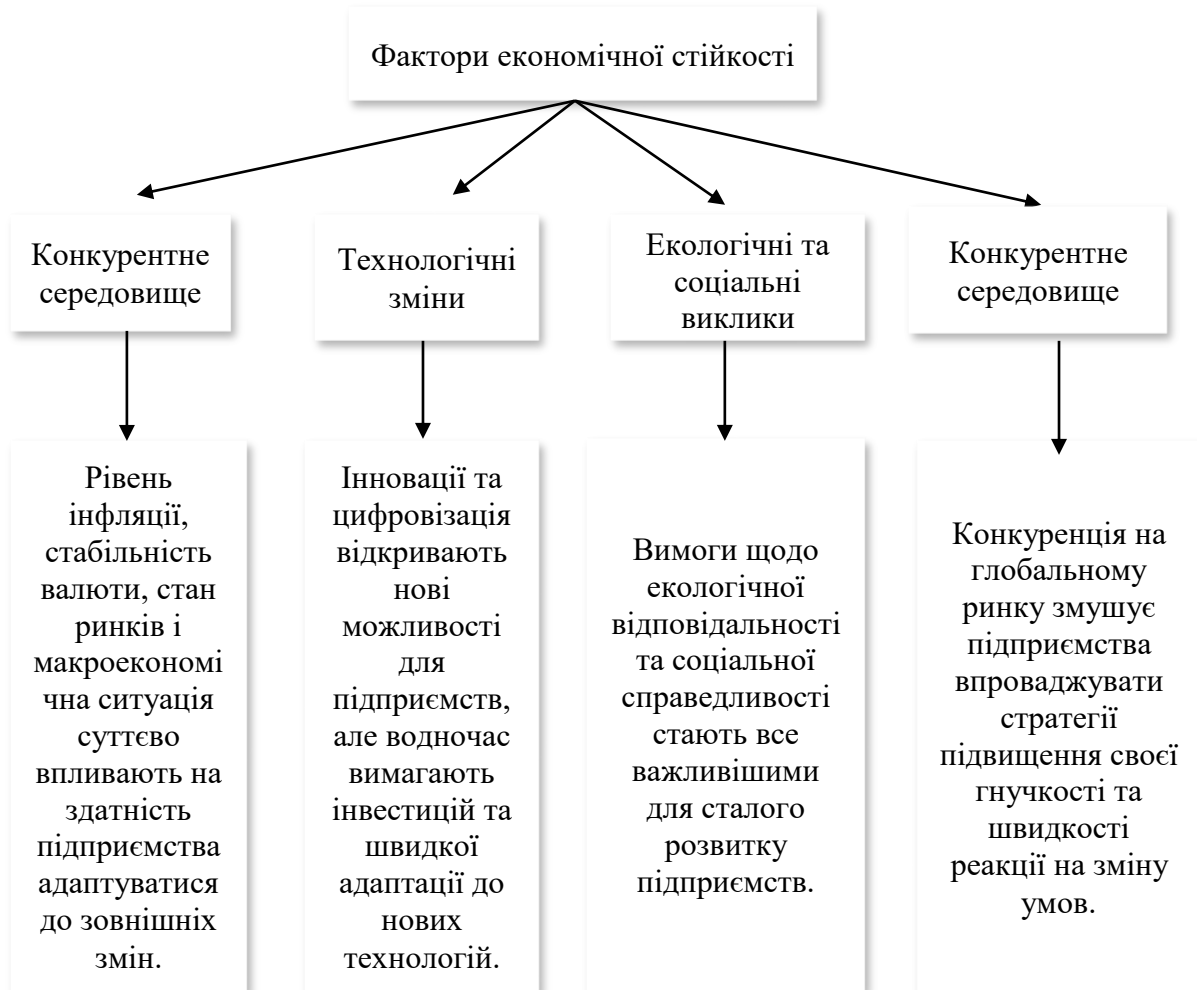 Фактори економічної стійкості
Конкурентне
середовище
Технологічні
зміни
Екологічні та
соціальні
виклики
Конкурентне
середовище
Рівень
інфляції,
стабільність
валюти, стан
ринків і
макроекономі
чна ситуація
суттєво
впливають на
здатність
підприємства
адаптуватися
до зовнішніх
змін.
Інновації та
цифровізація
відкривають
нові
можливості
для
підприємств,
але водночас
вимагають
інвестицій та
швидкої
адаптації до
нових
технологій.
Вимоги щодо
екологічної
відповідальності
та соціальної
справедливості
стають все
важливішими
для сталого
розвитку
підприємств.
Конкуренція на
глобальному
ринку змушує
підприємства
впроваджувати
стратегії
підвищення своєї
гнучкості та
швидкості
реакції на зміну
умов.